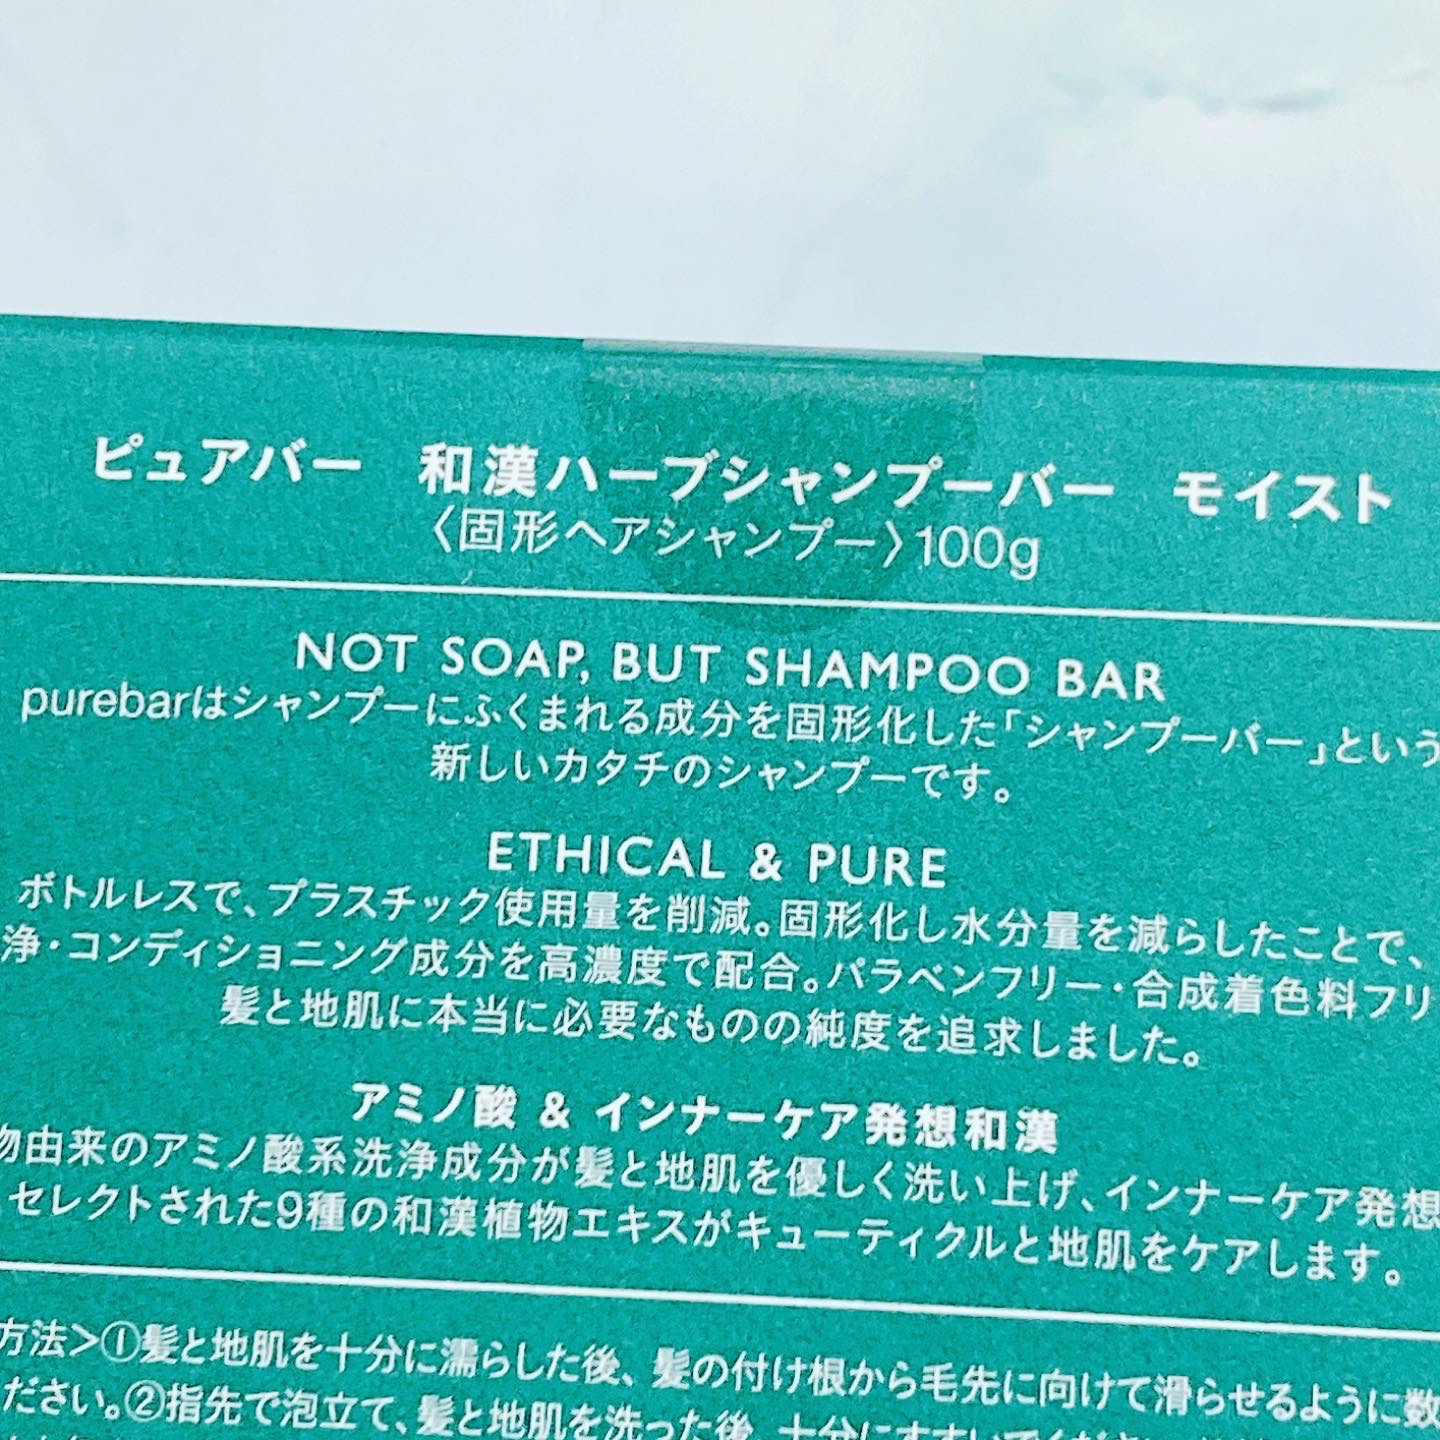 ピュアバー　和漢ハーブシャンプーバー　モイスト
〈固形ヘアシャンプー〉100g
NOT SOAP, BUT SHAMPOO BAR
purebarはシャンプーにふくまれる成分を固形化した「シャンプーバー」という
新しいカタチのシャンプーです。
ETHICAL & PURE
ボトルレスで、プラスチック使用量を削減。固形化し水分量を減らしたことで、
浄・コンディショニング成分を高濃度で配合。パラベンフリー・合成着色料フリ
髪と地肌に本当に必要なものの純度を追求しました。
アミノ酸 & インナーケア発想和漢
物由来のアミノ酸系洗浄成分が髪と地肌を優しく洗い上げ、インナーケア発想
セレクトされた9種の和漢植物エキスがキューティクルと地肌をケアします。
方法>①髪と地肌を十分に濡らした後、髪の付け根から毛先に向けて滑らせるように数
ださい。②指先で泡立て、髪と地肌を洗った後、十分にすすいでください